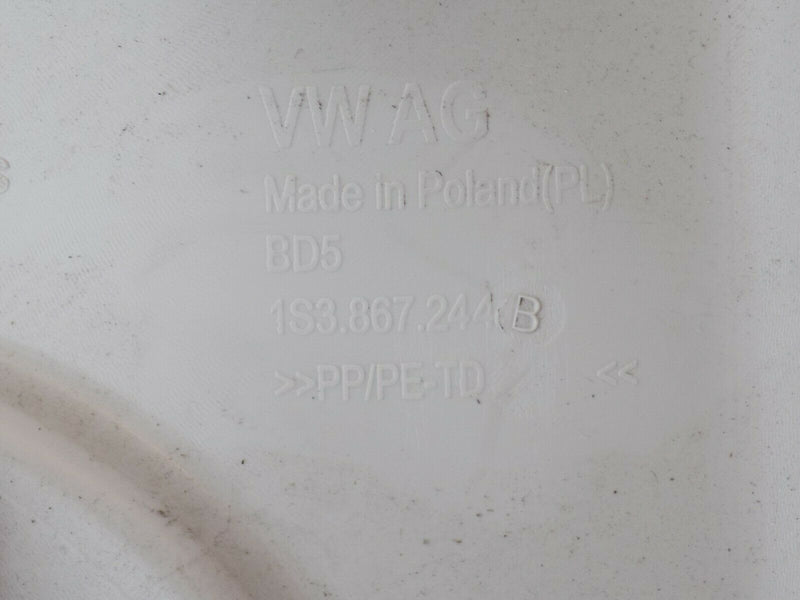 VW AG
Made in Poland(PL)
BD5
1S3.867.244 B
>>PP/PE-TD <<